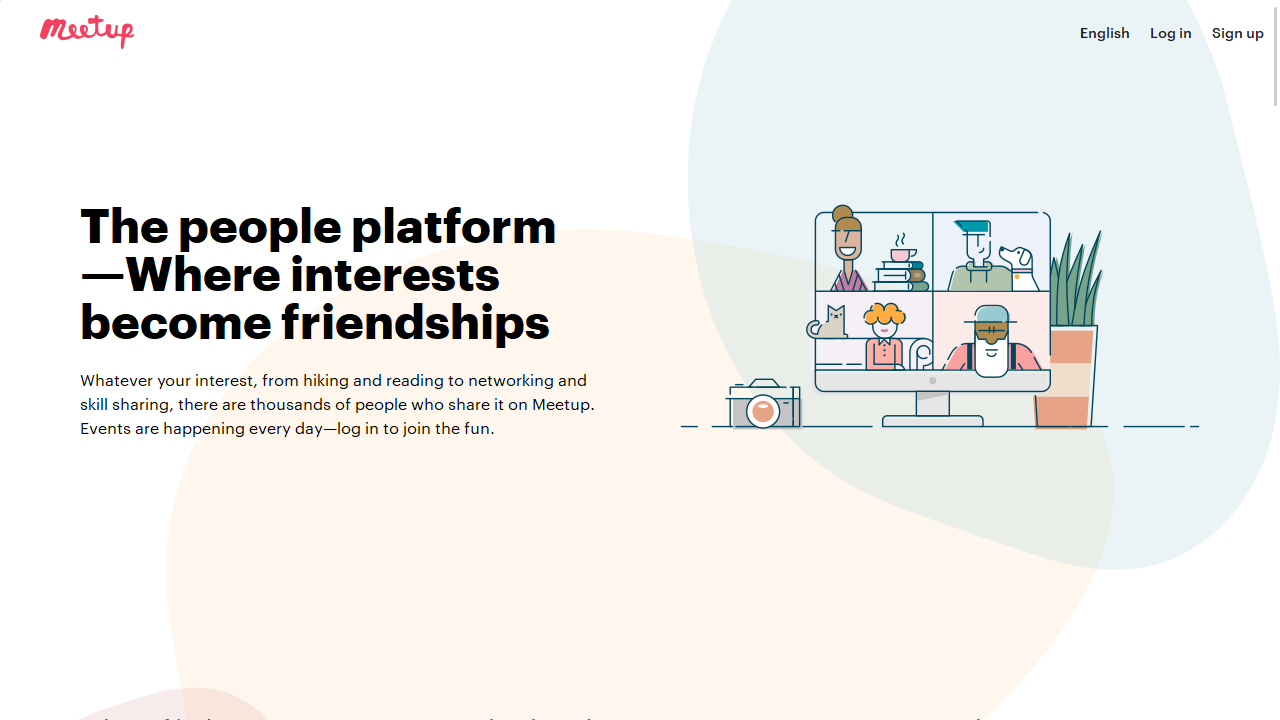 meetup
English Log in Sign up
The people platform
—Where interests
become friendships
Whatever your interest, from hiking and reading to networking and
skill sharing, there are thousands of people who share it on Meetup.
Events are happening every day—log in to join the fun.